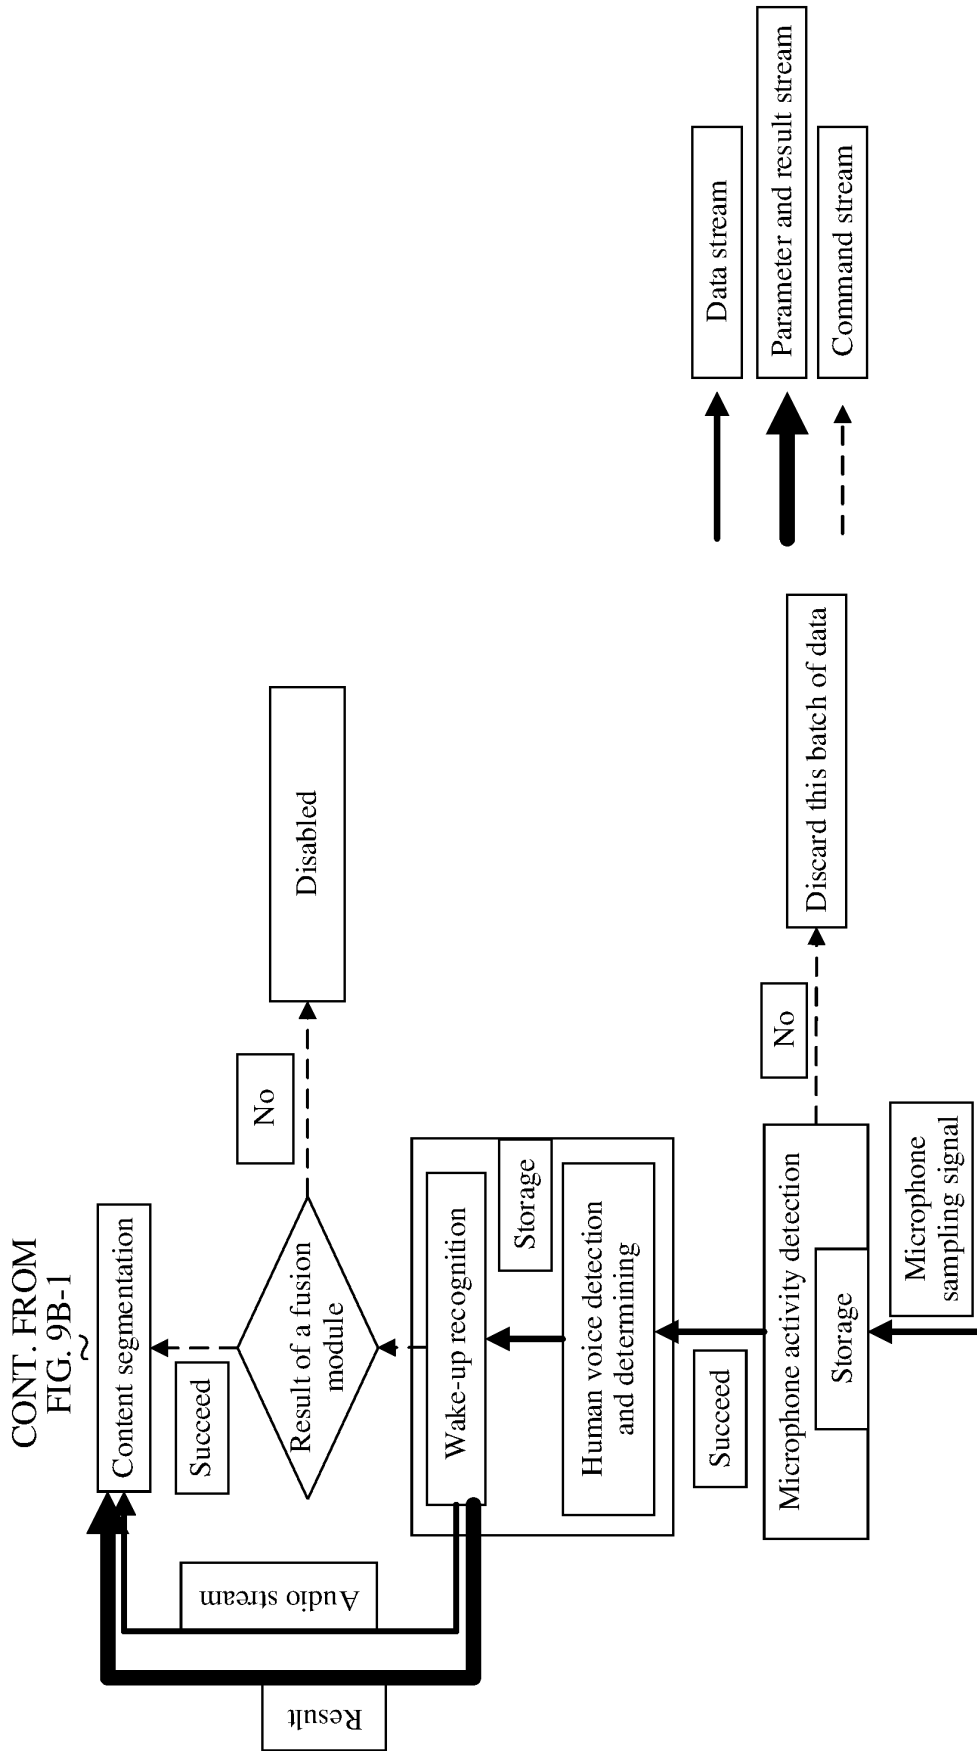 CONT. FROM
FIG. 9B-1
~
Content segmentation
Succeed
Result of a fusion
module
No
Disabled
Audio stream
Result
Wake-up recognition
Storage
Human voice detection
and determining
Succeed
Microphone activity detection
Storage
No
Discard this batch of data
Microphone
sampling signal
Data stream
Parameter and result stream
Command stream